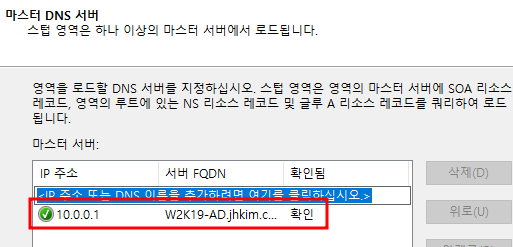 마스터 DNS 서버
스텁 영역은 하나 이상의 마스터 서버에서 로드됩니다.
영역을 로드할 DNS 서버를 지정하십시오. 스텁 영역은 영역의 마스터 서버에 SOA 리소스
레코드, 영역의 루트에 있는 NS 리소스 레코드 및 글루 A 리소스 레코드를 쿼리하여 로드
됩니다.
마스터 서버:
IP 주소 서버 FQDN 확인됨
<IP 주소 또는 DNS 이름을 추가하려면 여기를 클릭하십시오.>
10.0.0.1 W2K19-AD.jhkim.c... 확인
삭제(D)
위로(U)